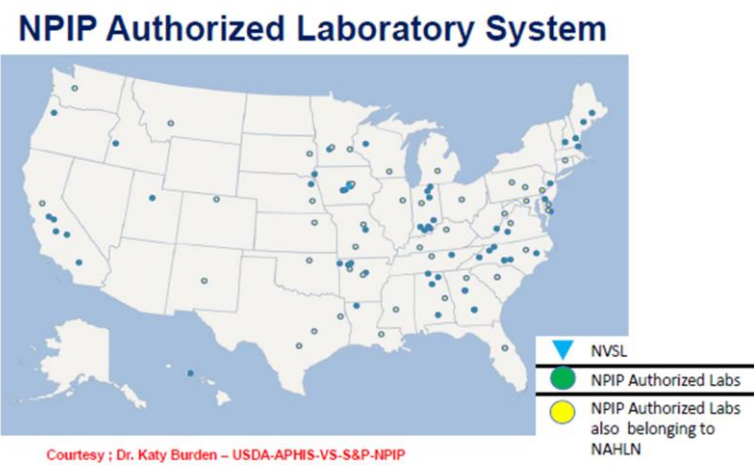 NPIP Authorized Laboratory System
NVSL
NPIP Authorized Labs
NPIP Authorized Labs
also belonging to
NAHLN
Courtesy ; Dr. Katy Burden – USDA-APHIS-VS-S&P-NPIP